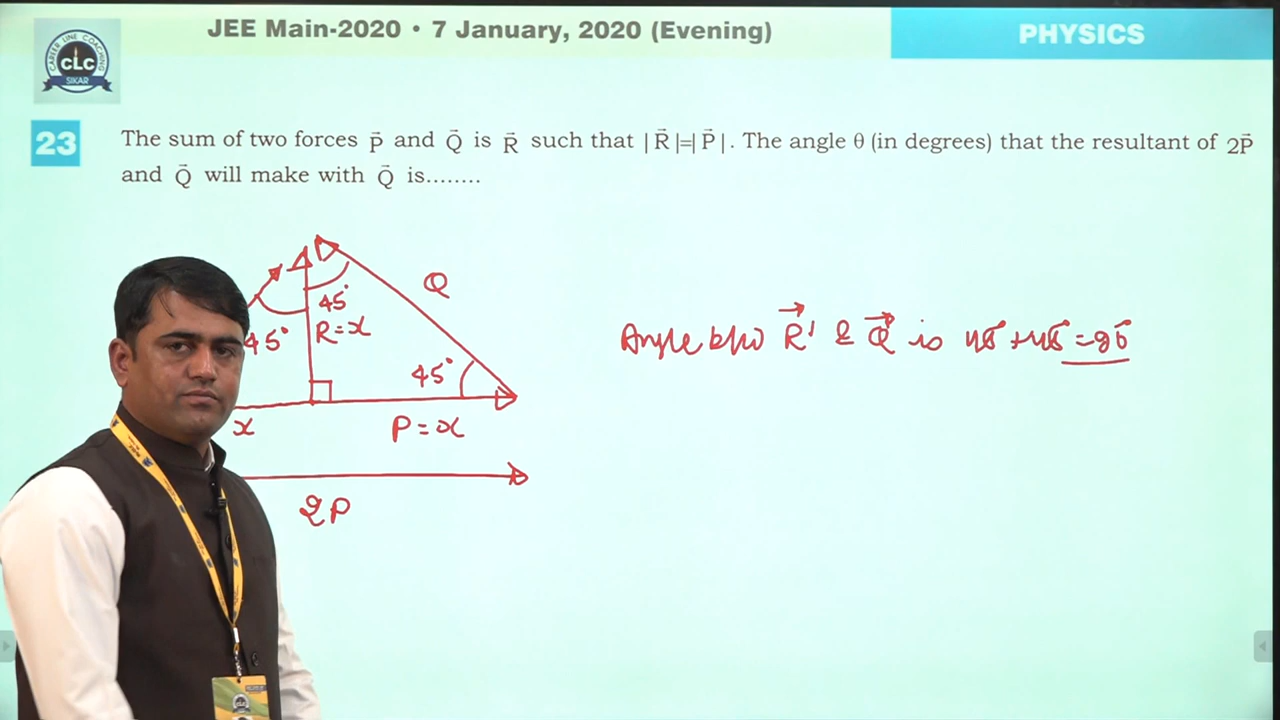 JEE Main-2020 • 7 January, 2020 (Evening)
PHYSICS
CAREER LINE COACHING
CLC
SIKAR
23
The sum of two forces P⃗ and Q⃗ is R⃗ such that |R⃗|=|P⃗|. The angle θ (in degrees) that the resultant of 2P⃗
and Q⃗ will make with Q⃗ is........
Q
45°
45°
R=x
45°
x
P=x
2P
Angle b/w R⃗' & Q⃗ is 45°+45°=90°